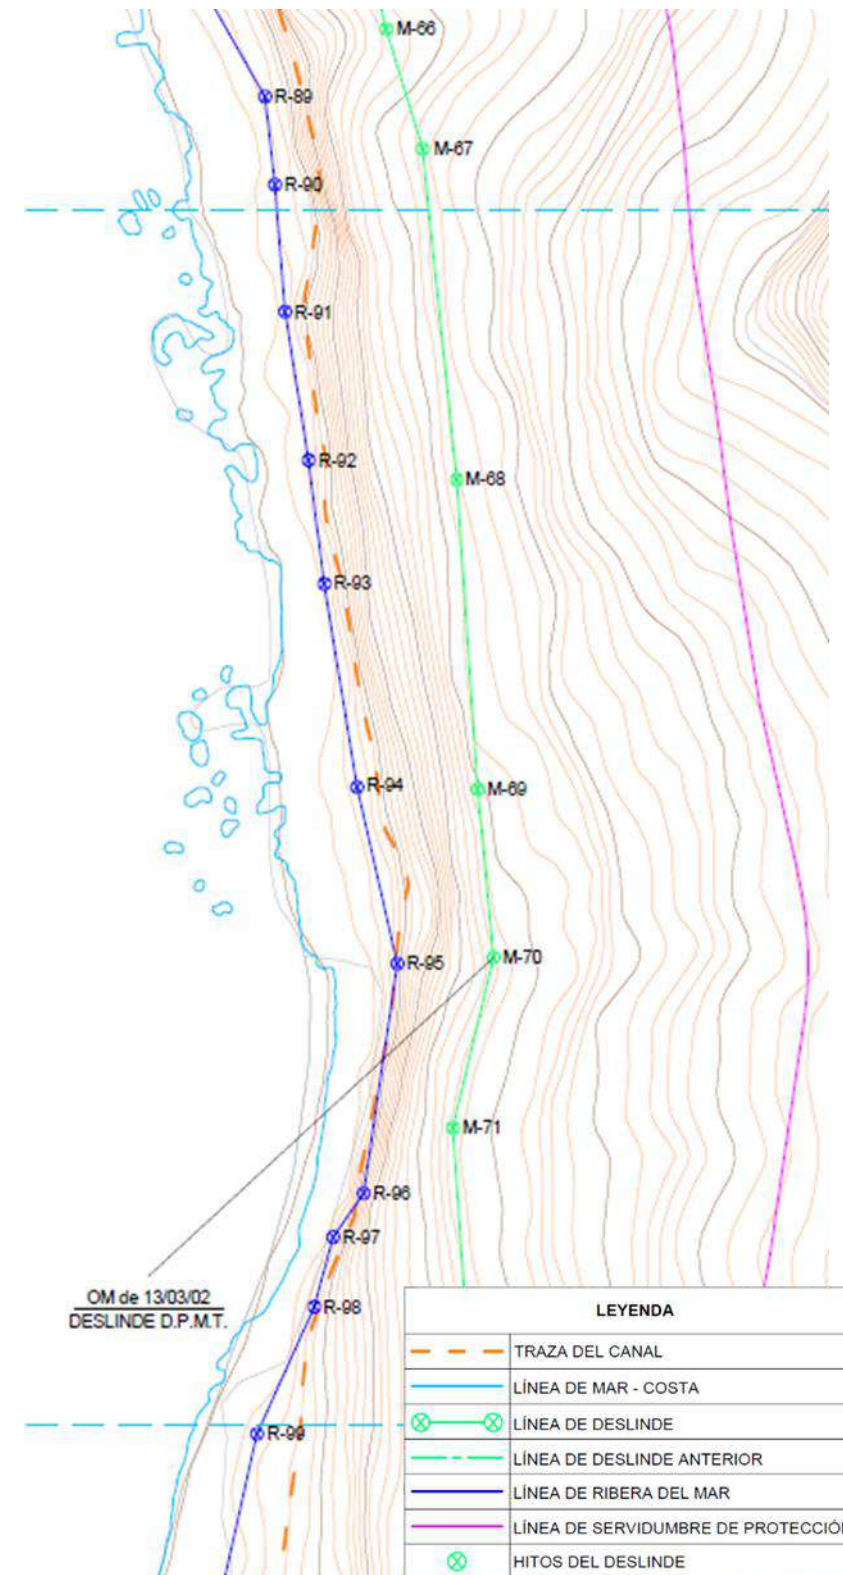 M-66
R-89
M-67
R-90
R-91
R-92
M-68
R-93
R-94
M-69
R-95
M-70
M-71
R-96
R-97
OM de 13/03/02
DESLINDE D.P.M.T.
R-98
R-99
LEYENDA
TRAZA DEL CANAL
LÍNEA DE MAR - COSTA
LÍNEA DE DESLINDE
LÍNEA DE DESLINDE ANTERIOR
LÍNEA DE RIBERA DEL MAR
LÍNEA DE SERVIDUMBRE DE PROTECCIÓN
HITOS DEL DESLINDE